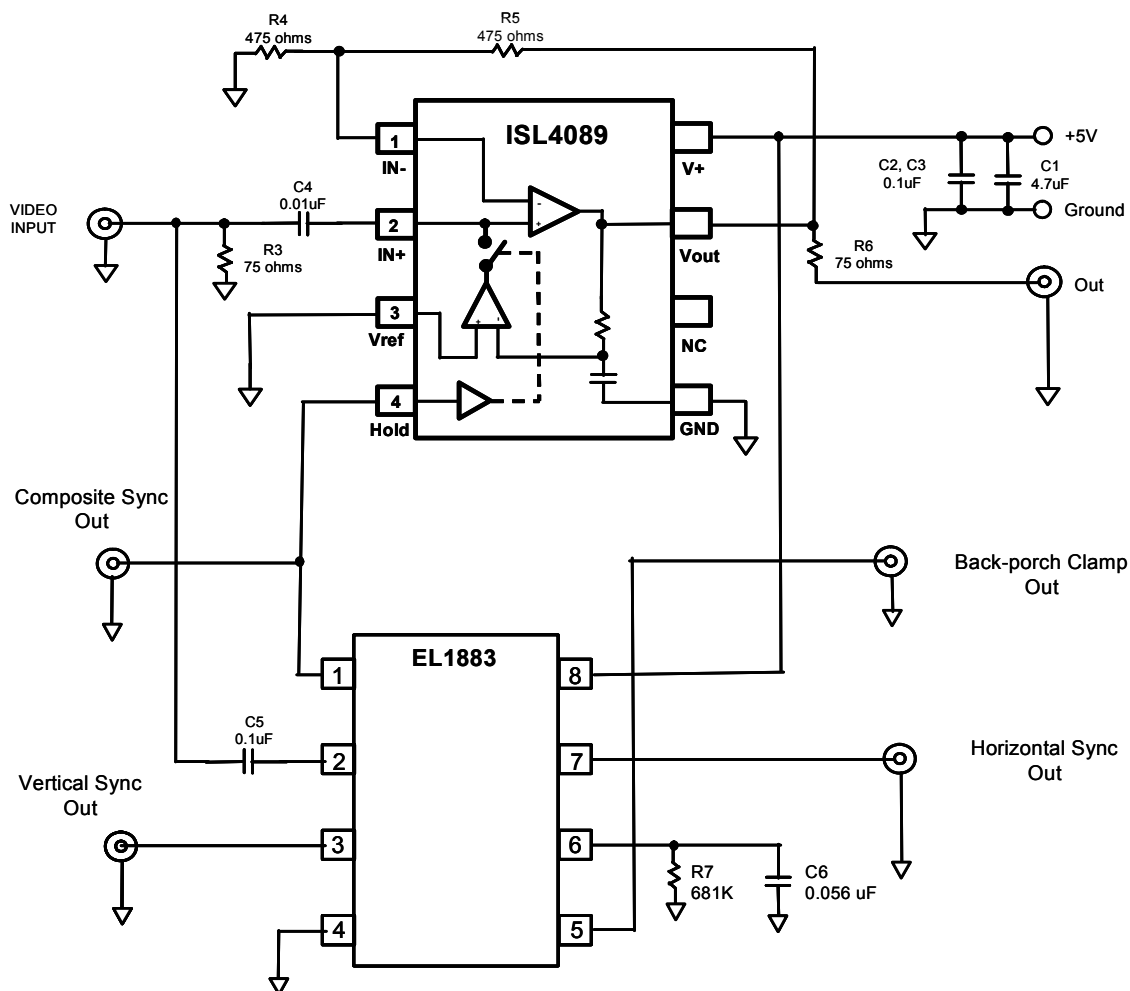 R4
475 ohms
R5
475 ohms
ISL4089
1
IN-
V+
+5V
C2, C3
0.1uF
C1
4.7uF
Ground
VIDEO
INPUT
C4
0.01uF
R3
75 ohms
2
IN+
-
+
Vout
R6
75 ohms
Out
3
Vref
+
-
NC
4
Hold
GND
Composite Sync
Out
Back-porch Clamp
Out
EL1883
1
8
C5
0.1uF
2
7
Horizontal Sync
Out
Vertical Sync
Out
3
6
R7
681K
C6
0.056 uF
4
5